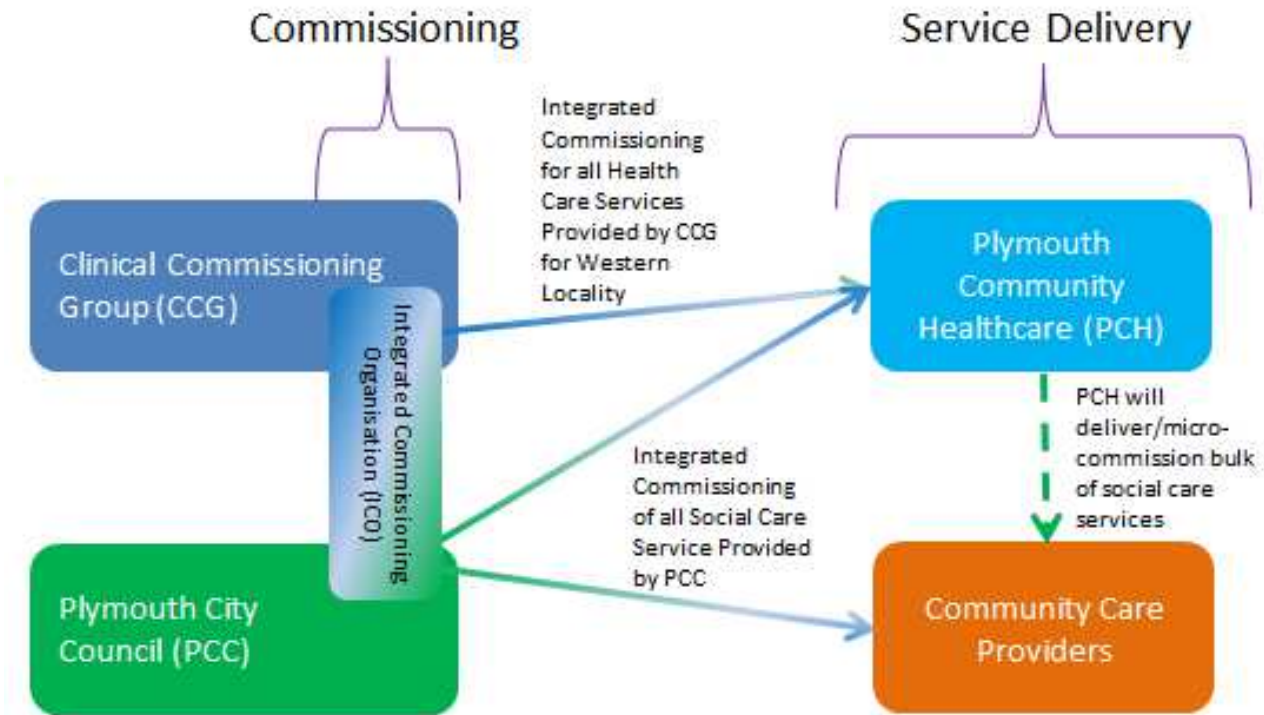 Commissioning
Service Delivery
Integrated
Commissioning
for all Health
Care Services
Provided by CCG
for Western
Locality
Clinical Commissioning
Group (CCG)
Integrated Commissioning
Organisation (ICO)
Plymouth
Community
Healthcare (PCH)
PCH will
deliver/micro-
commission bulk
of social care
services
Integrated
Commissioning
of all Social Care
Service Provided
by PCC
Plymouth City
Council (PCC)
Community Care
Providers